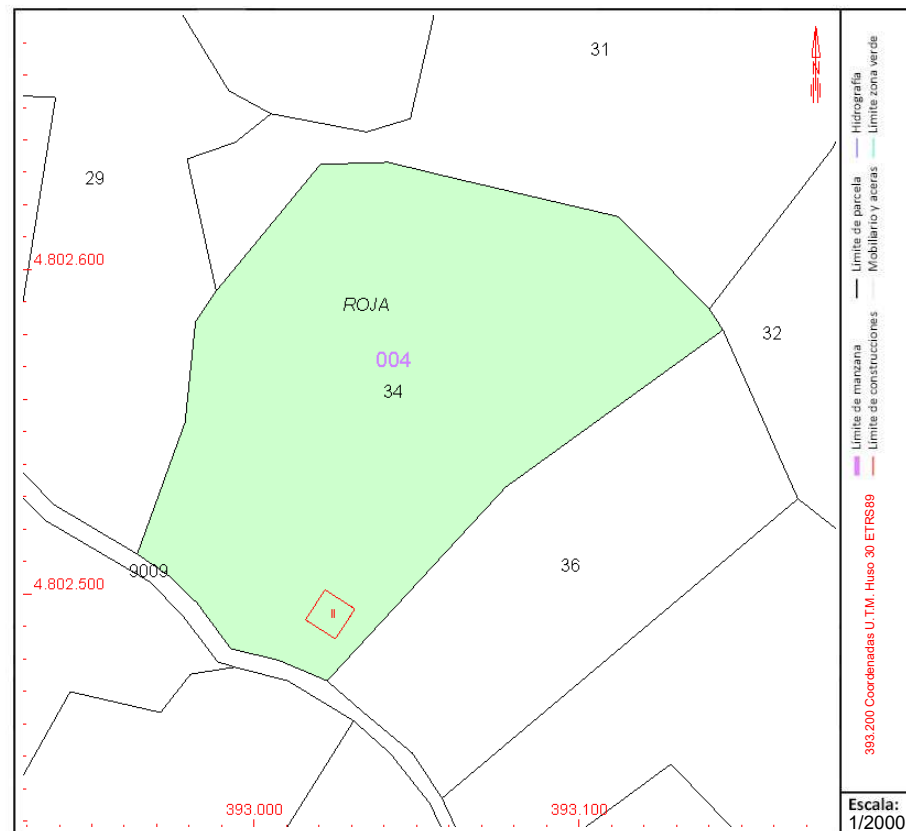 31
N
29
4.802.600
ROJA
32
004
34
36
9009
4.802.500
II
393.000
393.100
Límite de manzana
Límite de construcciones
Límite de parcela
Mobiliario y aceras
Hidrografía
Límite zona verde
393.200 Coordenadas U.T.M. Huso 30 ETRS89
Escala:
1/2000